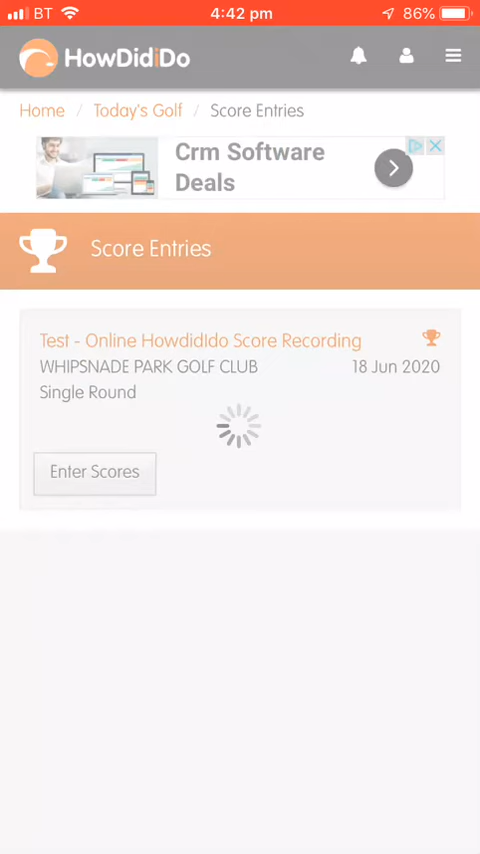 BT 4:42 pm 86%
HowDidiDo
Home / Today's Golf / Score Entries
Crm Software
Deals
Score Entries
Test - Online HowdidIdo Score Recording
WHIPSNADE PARK GOLF CLUB 18 Jun 2020
Single Round
Enter Scores